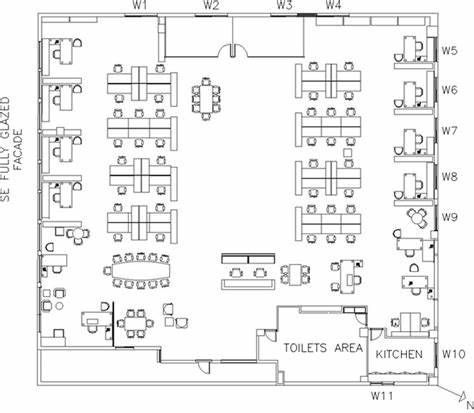 W1 W2 W3 W4
W5
W6
W7
W8
W9
W10
W11
SE FULLY GLAZED
FACADE
TOILETS AREA
KITCHEN
N